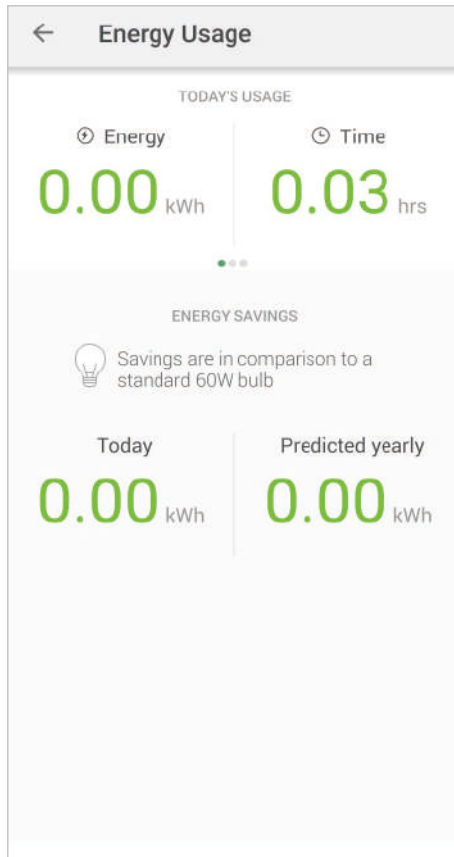 Energy Usage
TODAY'S USAGE
Energy
Time
0.00 kWh
0.03 hrs
ENERGY SAVINGS
Savings are in comparison to a
standard 60W bulb
Today
Predicted yearly
0.00 kWh
0.00 kWh